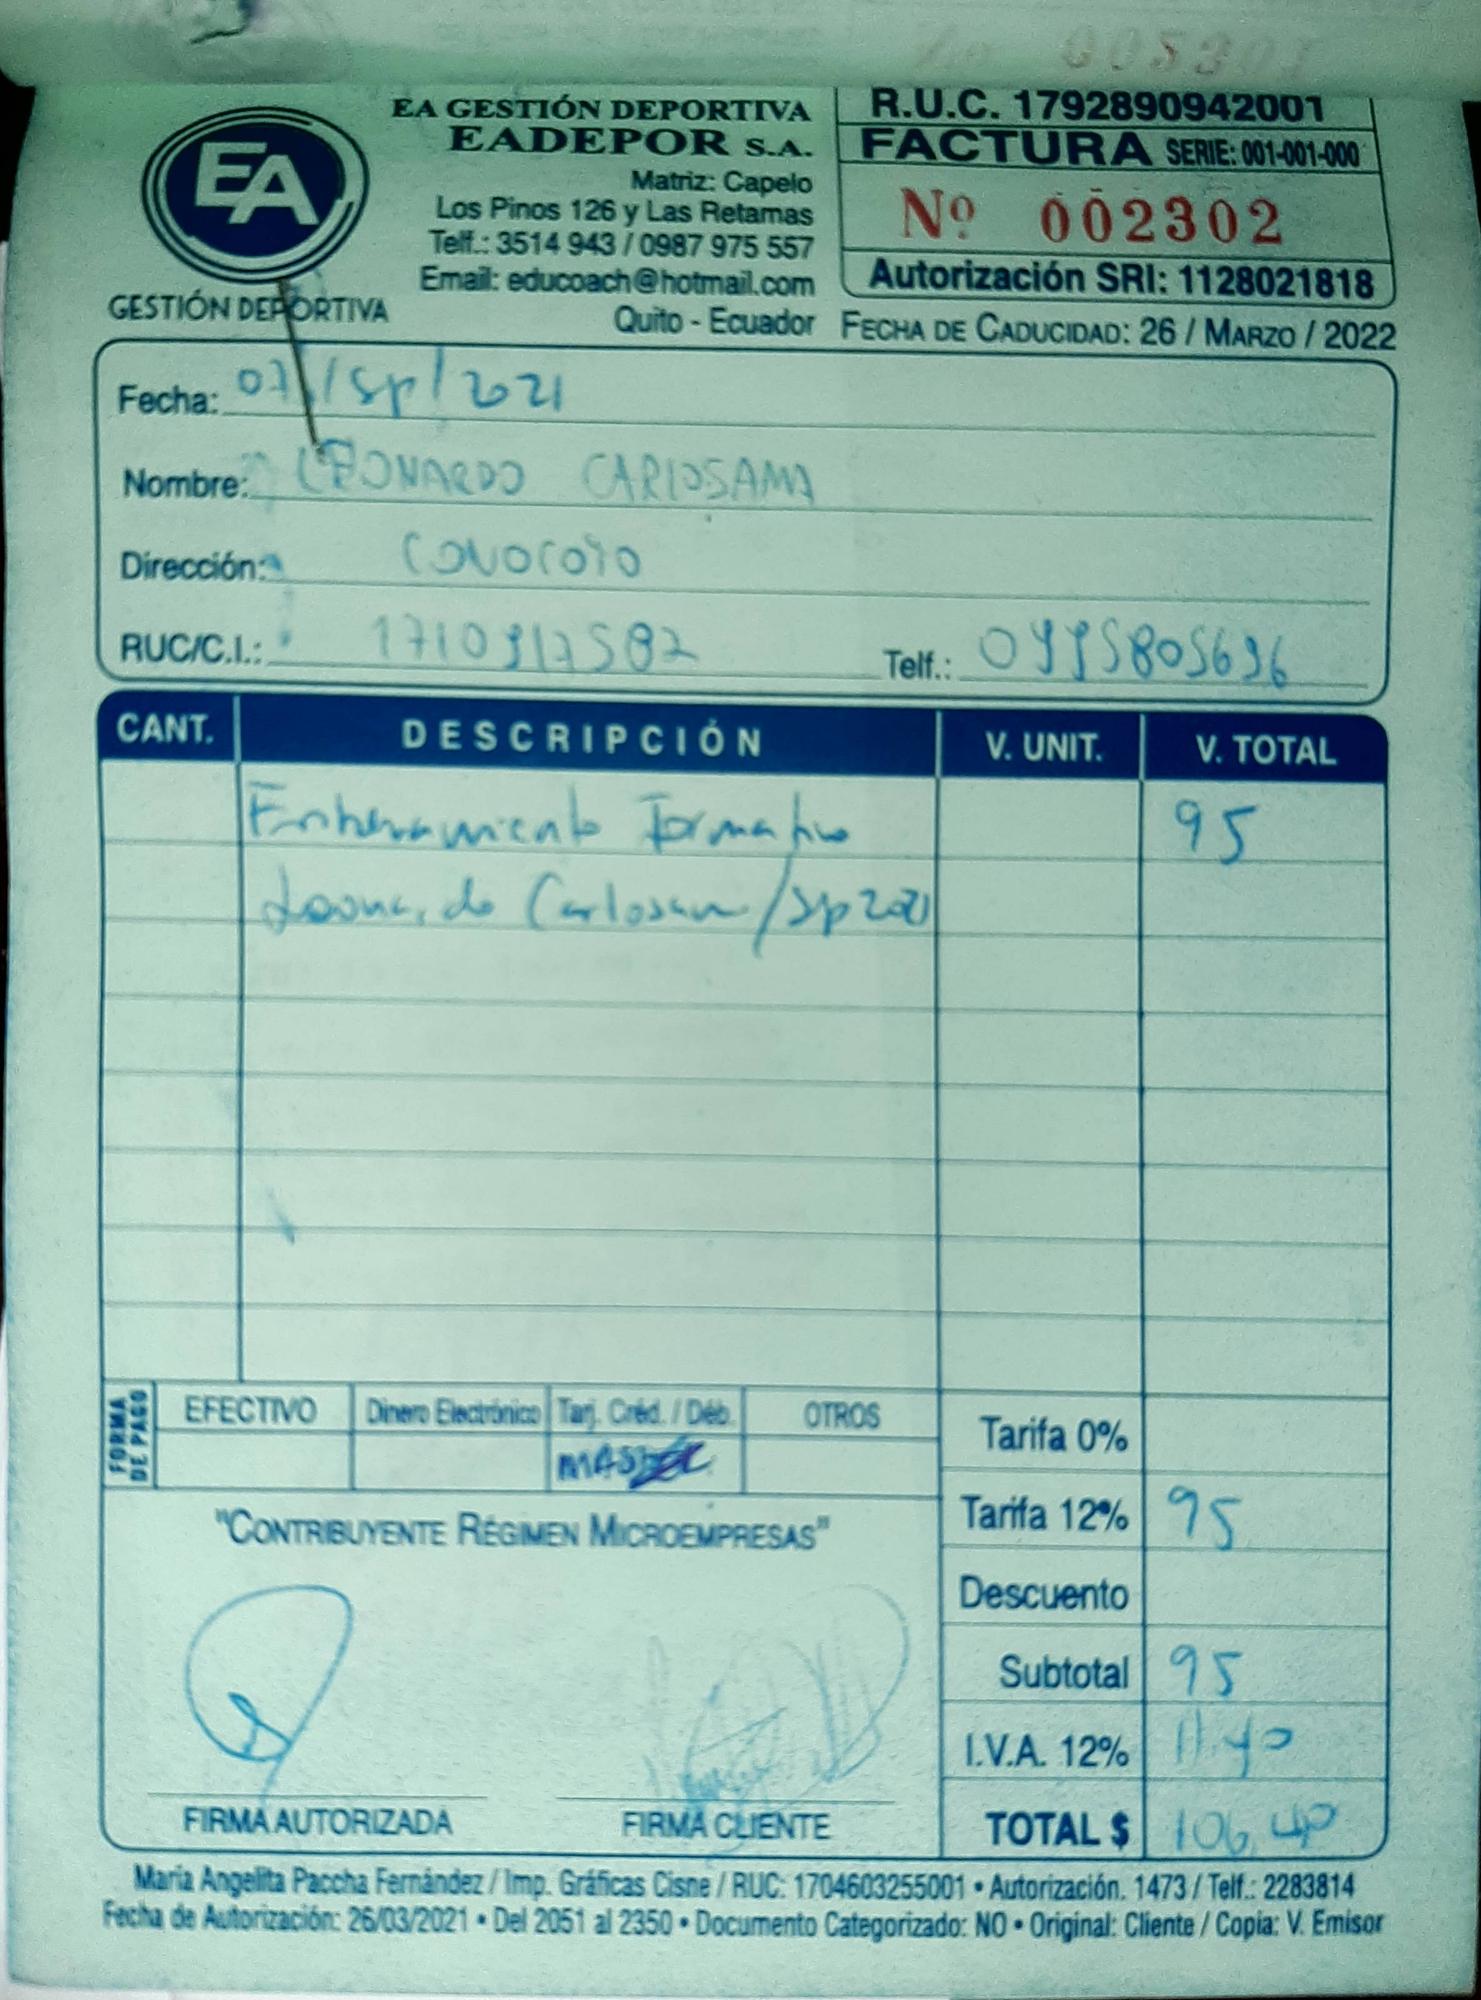 EA GESTIÓN DEPORTIVA
EADEPOR S.A.
Matriz: Capelo
Los Pinos 126 y Las Retamas
Telf.: 3514 943 / 0987 975 557
Email: educoach@hotmail.com
Quito - Ecuador
EA
GESTIÓN DEPORTIVA
R.U.C. 1792890942001
FACTURA SERIE: 001-001-000
Nº 002302
Autorización SRI: 1128021818
FECHA DE CADUCIDAD: 26 / MARZO / 2022
Fecha: 07/sp/2021
Nombre: LEONARDO CARLOSAMA
Dirección: CONOCOTO
RUC/C.I.: 1710917582 Telf.: 0995805696
CANT. DESCRIPCIÓN V. UNIT. V. TOTAL
Entrenamiento Formativo 95
Leonardo Carlosama/sp 2021
FORMA DE PAGO
EFECTIVO Dinero Electrónico Tarj. Créd. / Déb. OTROS
"CONTRIBUYENTE RÉGIMEN MICROEMPRESAS"
Tarifa 0%
Tarifa 12% 95
Descuento
Subtotal 95
I.V.A. 12% 11.40
TOTAL $ 106,40
FIRMA AUTORIZADA FIRMA CLIENTE
María Angelita Paccha Fernández / Imp. Gráficas Cisne / RUC: 1704603255001 • Autorización. 1473 / Telf.: 2283814
Fecha de Autorización: 26/03/2021 • Del 2051 al 2350 • Documento Categorizado: NO • Original: Cliente / Copia: V. Emisor